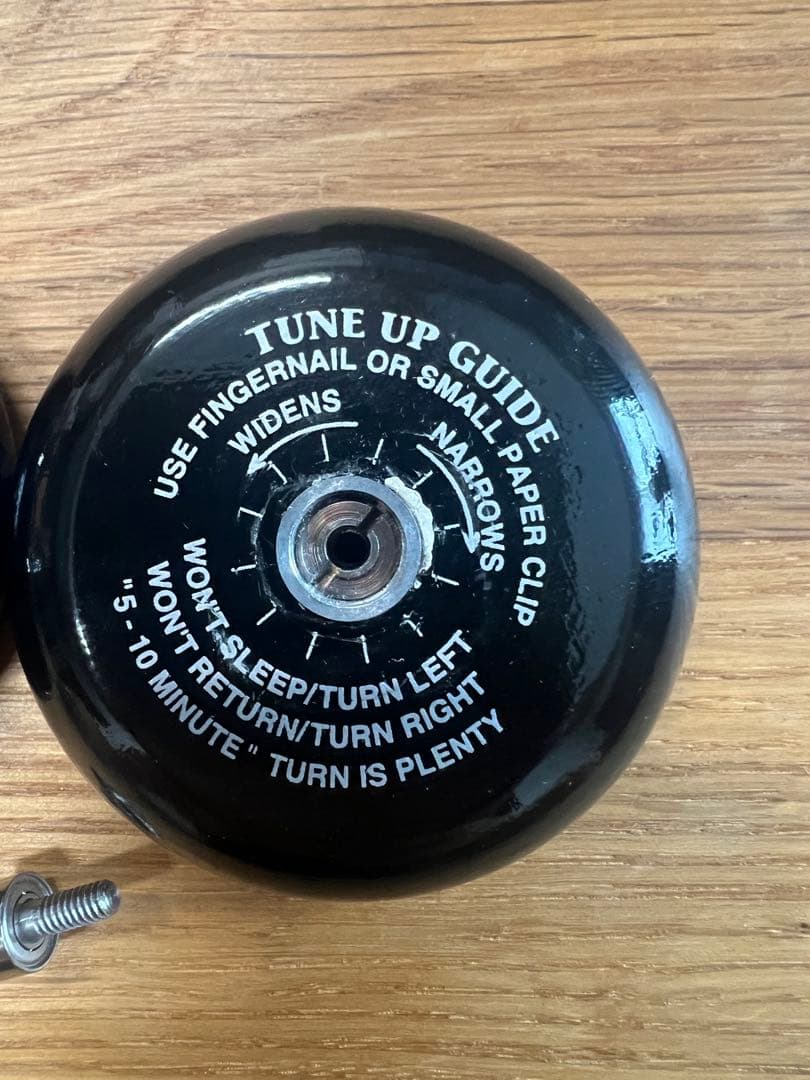 TUNE UP GUIDE
USE FINGERNAIL OR SMALL PAPER CLIP
WIDENS
NARROWS
WON'T SLEEP/TURN LEFT
WON'T RETURN/TURN RIGHT
"5 - 10 MINUTE" TURN IS PLENTY